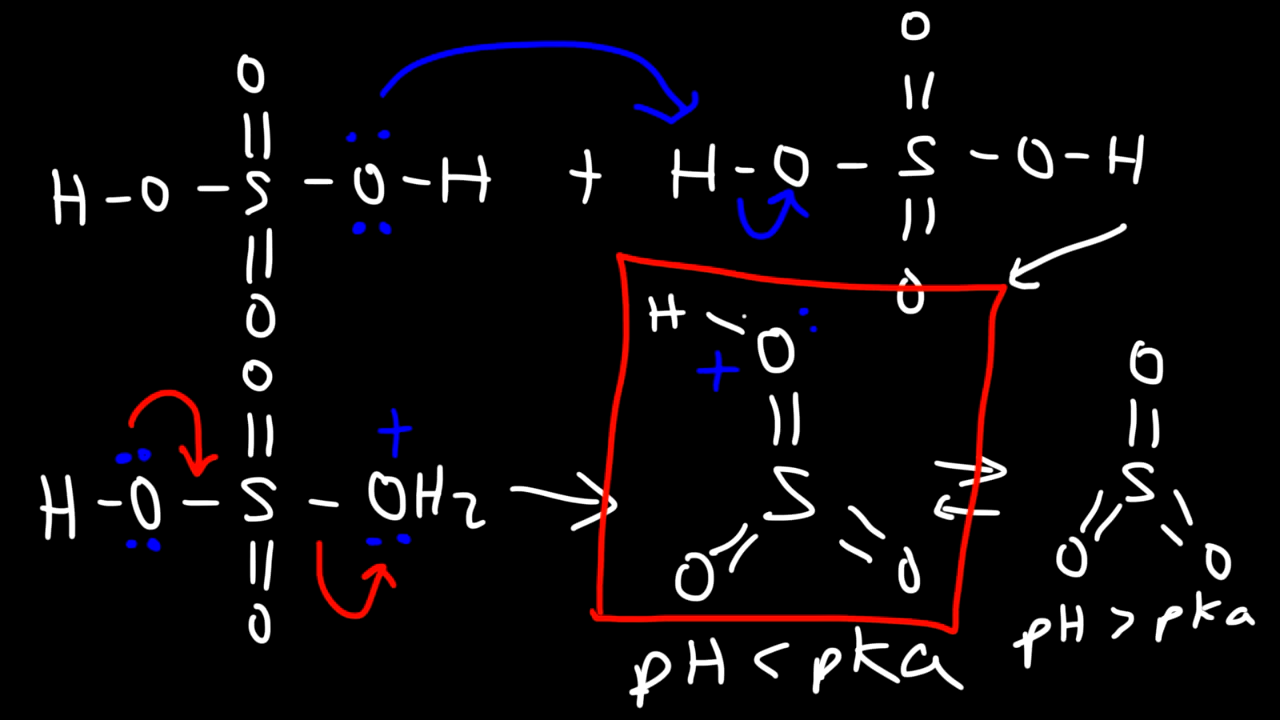 O O
|| ||
H - O - S - O - H + H - O - S - O - H
|| ||
O O
O H - O + O
|| || ||
H - O - S - OH2 + → S ⇌ S
|| O O O O
O pH < pka pH > pka